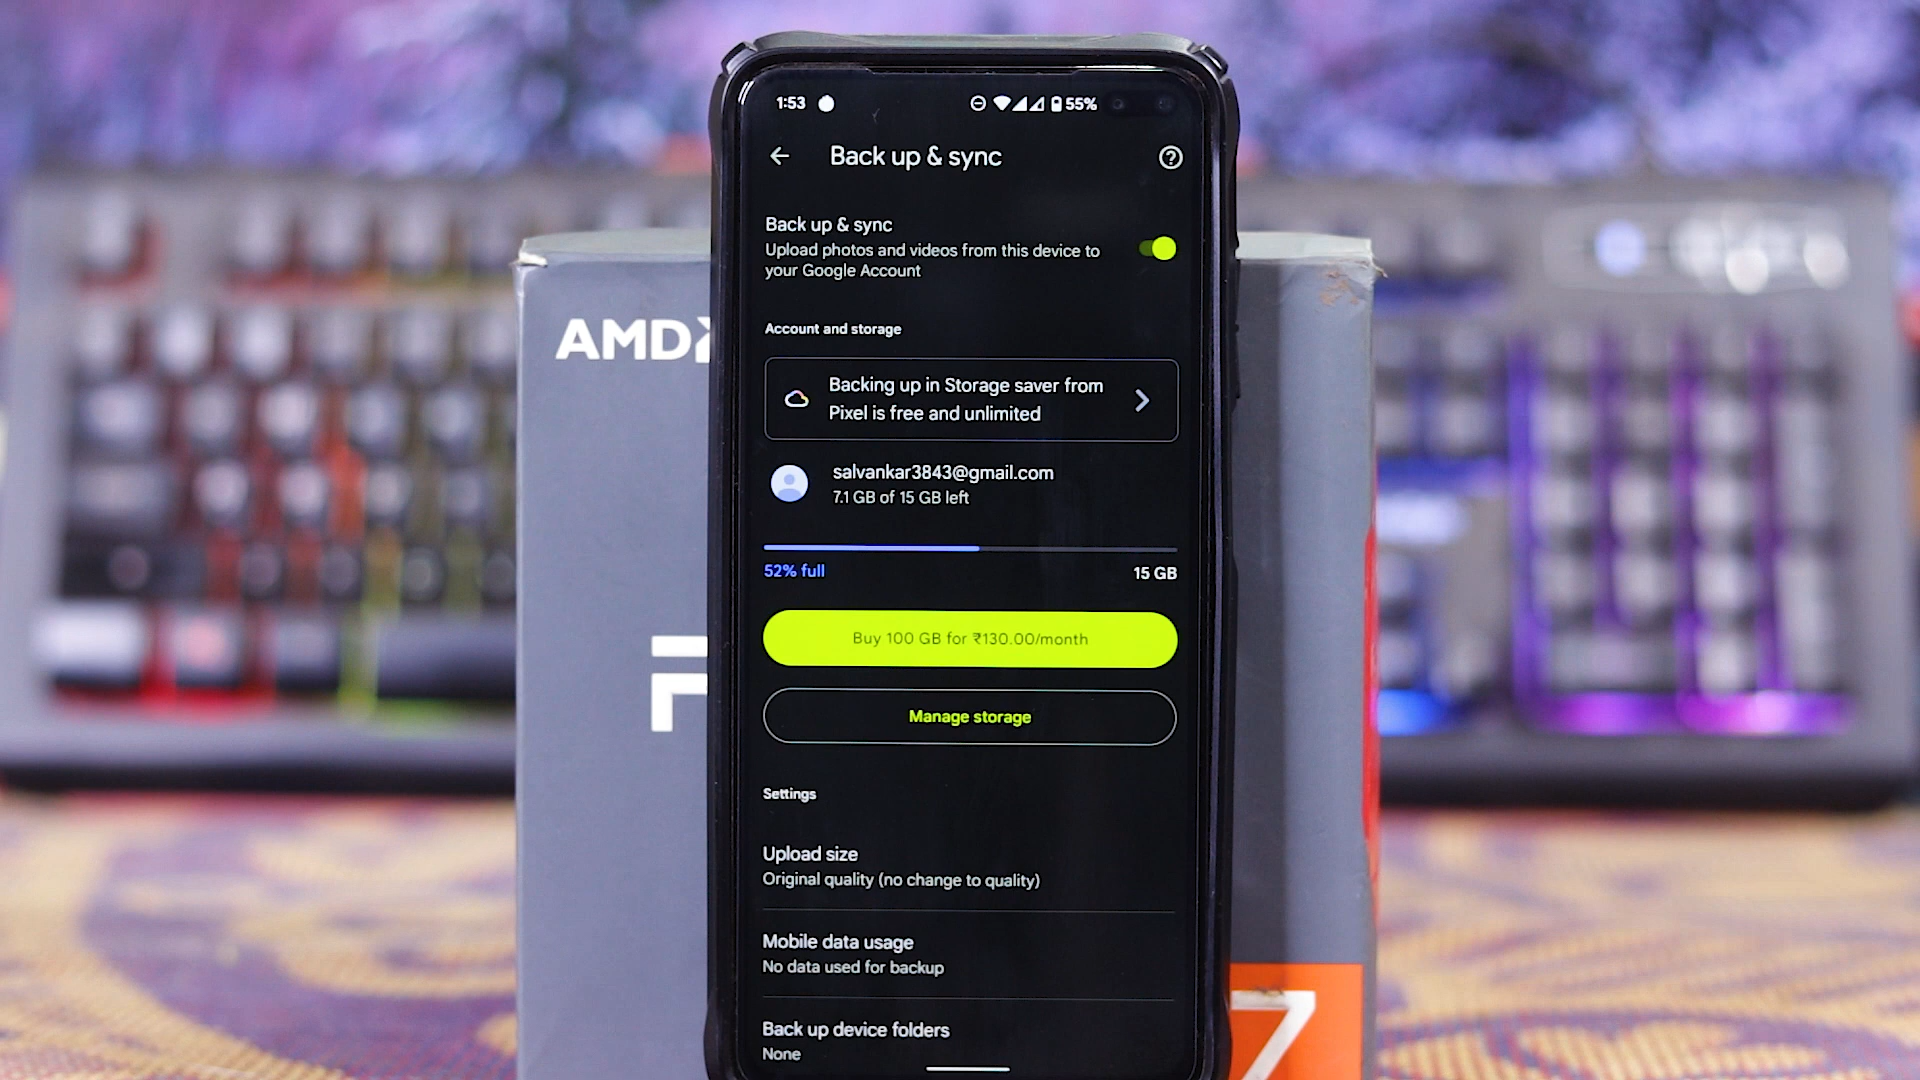 1:53
55%
Back up & sync
Back up & sync
Upload photos and videos from this device to
your Google Account
Account and storage
Backing up in Storage saver from
Pixel is free and unlimited
salvankar3843@gmail.com
7.1 GB of 15 GB left
52% full
15 GB
Buy 100 GB for ₹130.00/month
Manage storage
Settings
Upload size
Original quality (no change to quality)
Mobile data usage
No data used for backup
Back up device folders
None
AMD
7